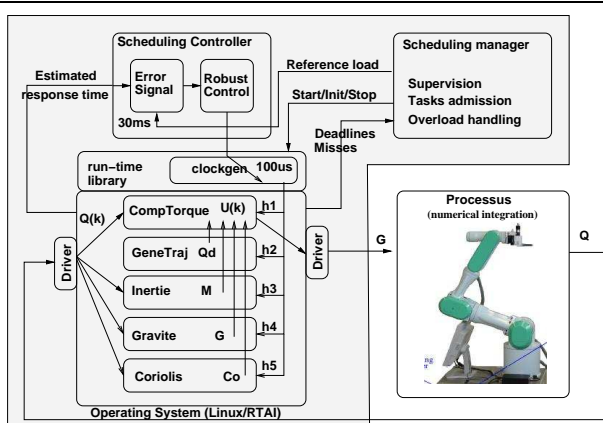 Scheduling Controller
Scheduling manager
Estimated
response time
Error
Signal
Robust
Control
Reference load
Supervision
Tasks admission
Overload handling
Start/Init/Stop
30ms
Deadlines
Misses
run−time
library
clockgen
100us
Processus
(numerical integration)
Q(k)
CompTorque
U(k)
h1
Driver
GeneTraj
Qd
h2
Driver
G
Q
Inertie
M
h3
Gravite
G
h4
Coriolis
Co
h5
Operating System (Linux/RTAI)